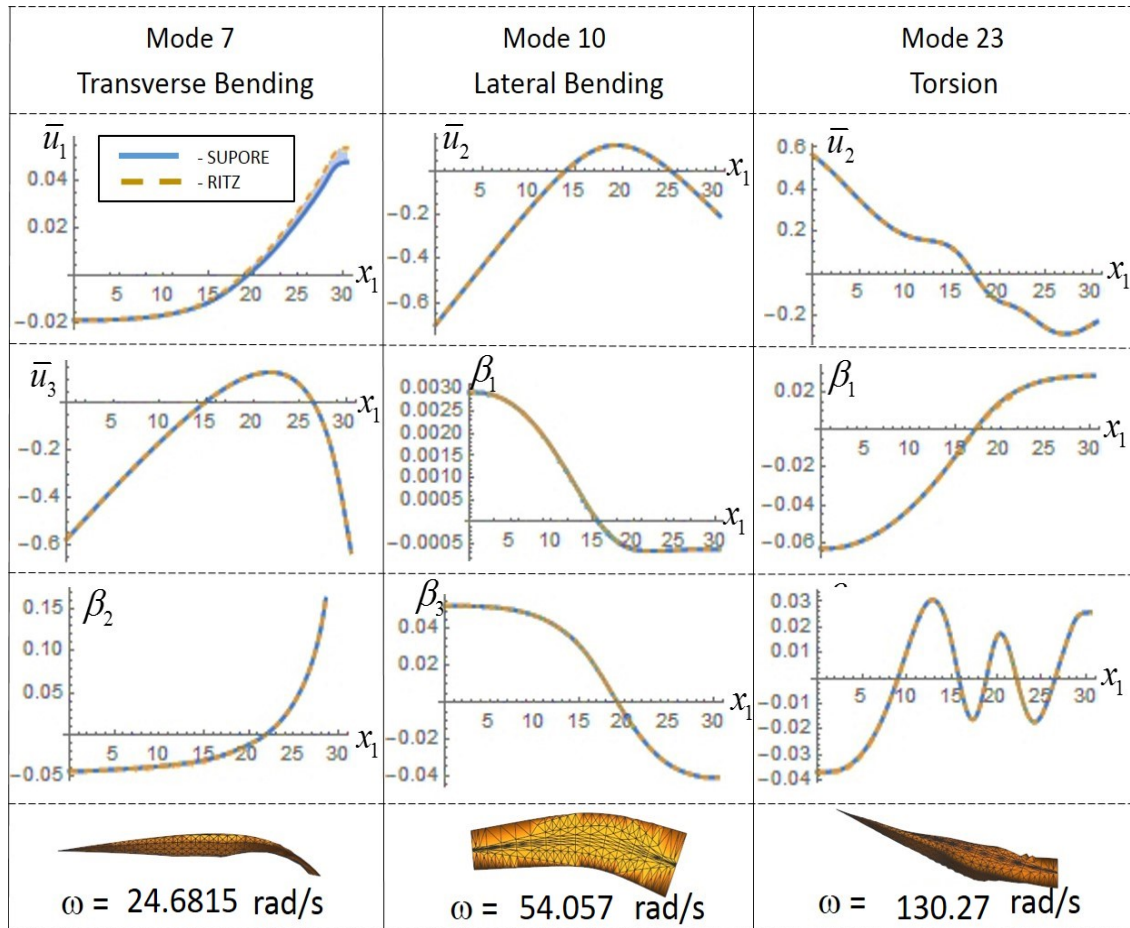 Mode 7
Transverse Bending
Mode 10
Lateral Bending
Mode 23
Torsion
u̅₁
- SUPORE
- RITZ
0.04
0.02
-0.02
5 10 15 20 25 30 x₁
u̅₂
-0.2
-0.4
-0.6
5 10 15 20 25 30 x₁
u̅₂
0.6
0.4
0.2
-0.2
5 10 15 20 25 30 x₁
u̅₃
-0.2
-0.4
-0.6
5 10 15 20 25 30 x₁
β₁
0.0030
0.0025
0.0020
0.0015
0.0010
0.0005
-0.0005
5 10 15 20 25 30 x₁
β₁
0.02
-0.02
-0.04
-0.06
5 10 15 20 25 30 x₁
β₂
0.15
0.10
0.05
-0.05
5 10 15 20 25 30 x₁
β₃
0.04
0.02
-0.02
-0.04
5 10 15 20 25 30 x₁
0.03
0.02
0.01
-0.01
-0.02
-0.03
-0.04
5 10 15 20 25 30 x₁
ω = 24.6815 rad/s
ω = 54.057 rad/s
ω = 130.27 rad/s